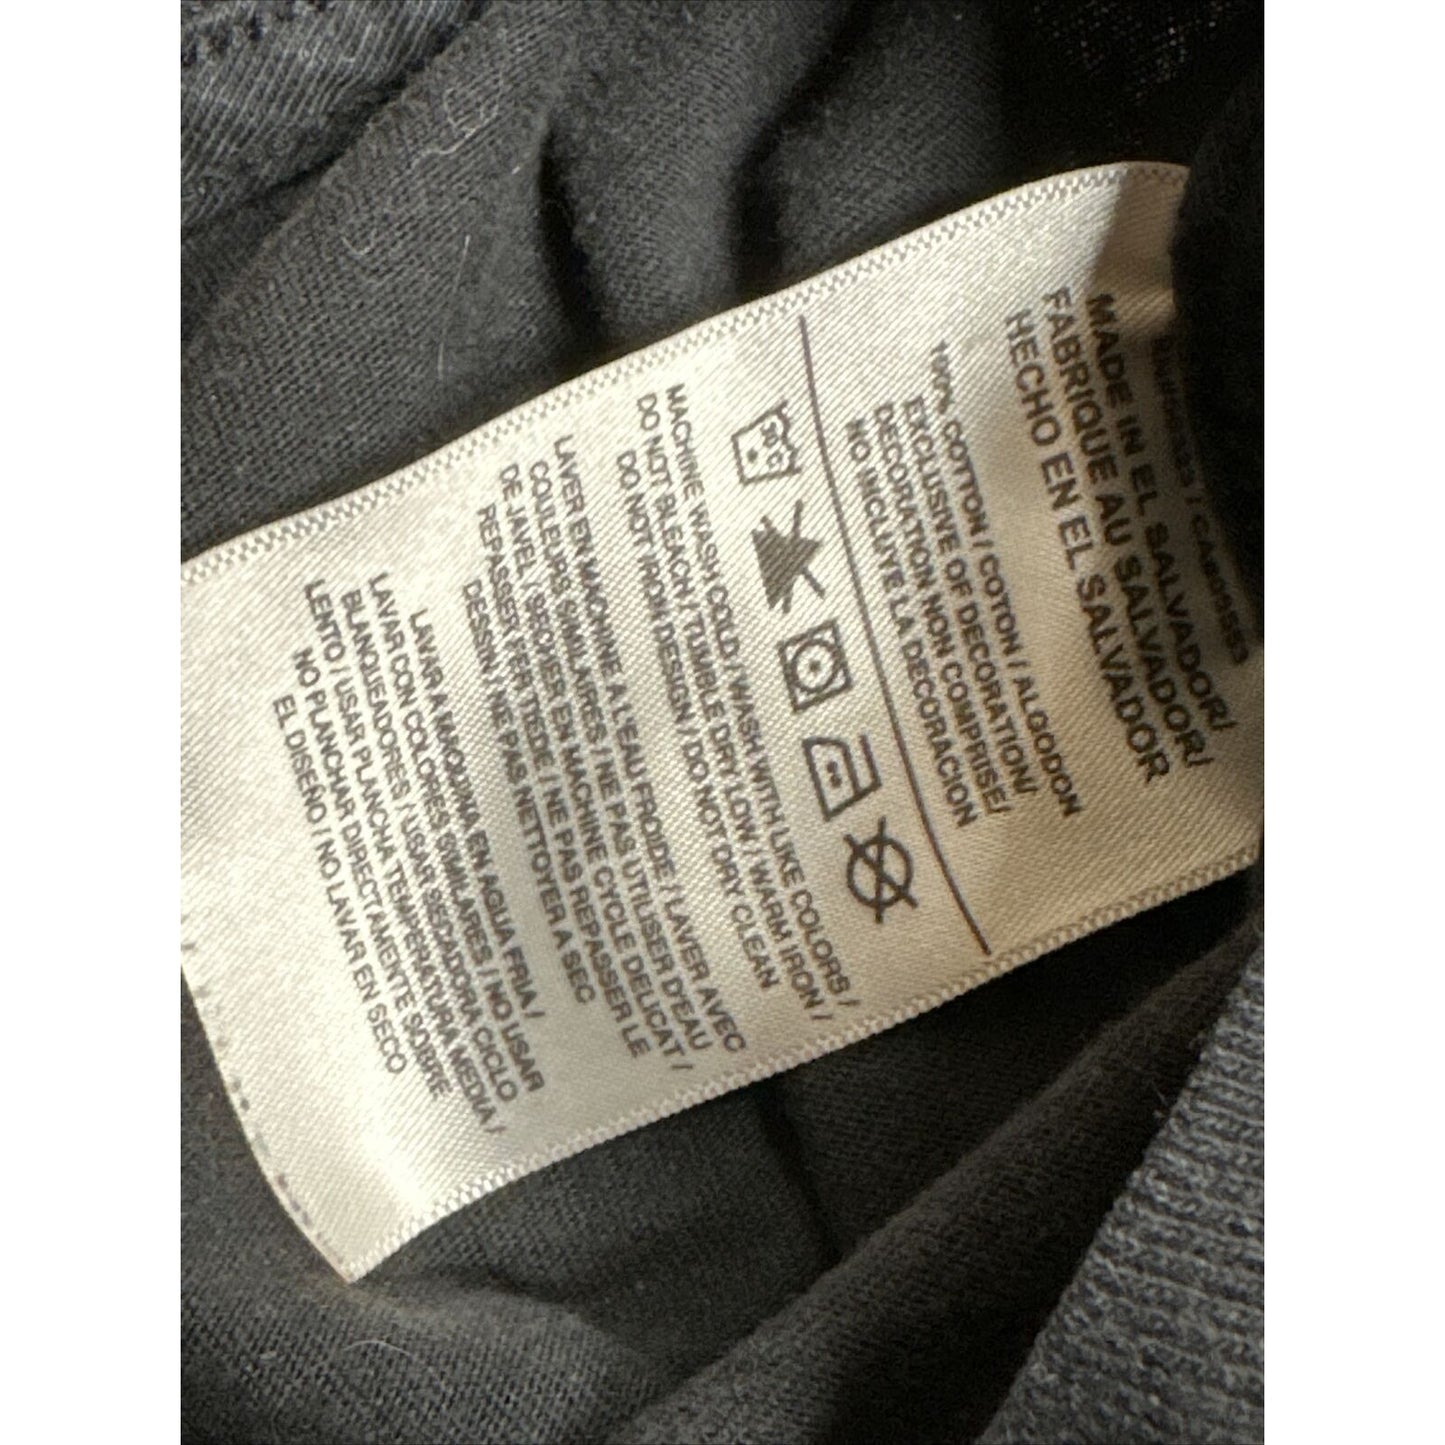 MADE IN EL SALVADOR/
FABRIQUE AU SALVADOR/
HECHO EN EL SALVADOR
100% COTTON / COTON / ALGODON
EXCLUSIVE OF DECORATION/
DECORATION NON COMPRISE/
NO INCLUYE LA DECORACION
30°C
MACHINE WASH COLD / WASH WITH LIKE COLORS /
DO NOT BLEACH / TUMBLE DRY LOW / WARM IRON /
DO NOT IRON DESIGN / DO NOT DRY CLEAN
LAVER EN MACHINE A L'EAU FROIDE / LAVER AVEC
COULEURS SIMILAIRES / NE PAS UTILISER D'EAU
DE JAVEL / SECHER EN MACHINE CYCLE DELICAT /
REPASSER FER TIEDE / NE PAS REPASSER LE
DESSIN / NE PAS NETTOYER A SEC
LAVAR A MAQUINA EN AGUA FRIA /
LAVAR CON COLORES SIMILARES / NO USAR
BLANQUEADORES / USAR SECADORA CICLO
LENTO / USAR PLANCHA TEMPERATURA MEDIA /
NO PLANCHAR DIRECTAMENTE SOBRE
EL DISEÑO / NO LAVAR EN SECO